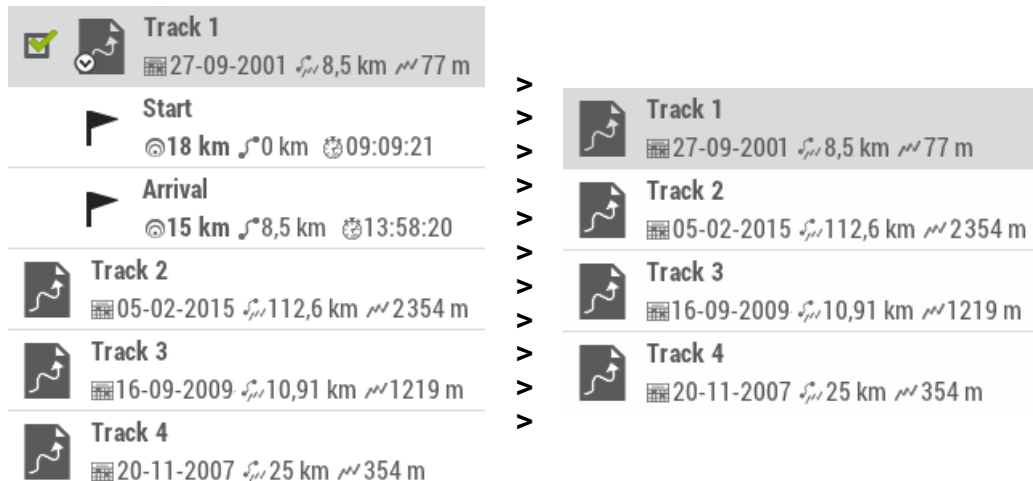 Track 1
27-09-2001 8,5 km 77 m
Start
18 km 0 km 09:09:21
Arrival
15 km 8,5 km 13:58:20
Track 2
05-02-2015 112,6 km 2354 m
Track 3
16-09-2009 10,91 km 1219 m
Track 4
20-11-2007 25 km 354 m
>
>
>
>
>
>
>
>
>
>
>
Track 1
27-09-2001 8,5 km 77 m
Track 2
05-02-2015 112,6 km 2354 m
Track 3
16-09-2009 10,91 km 1219 m
Track 4
20-11-2007 25 km 354 m